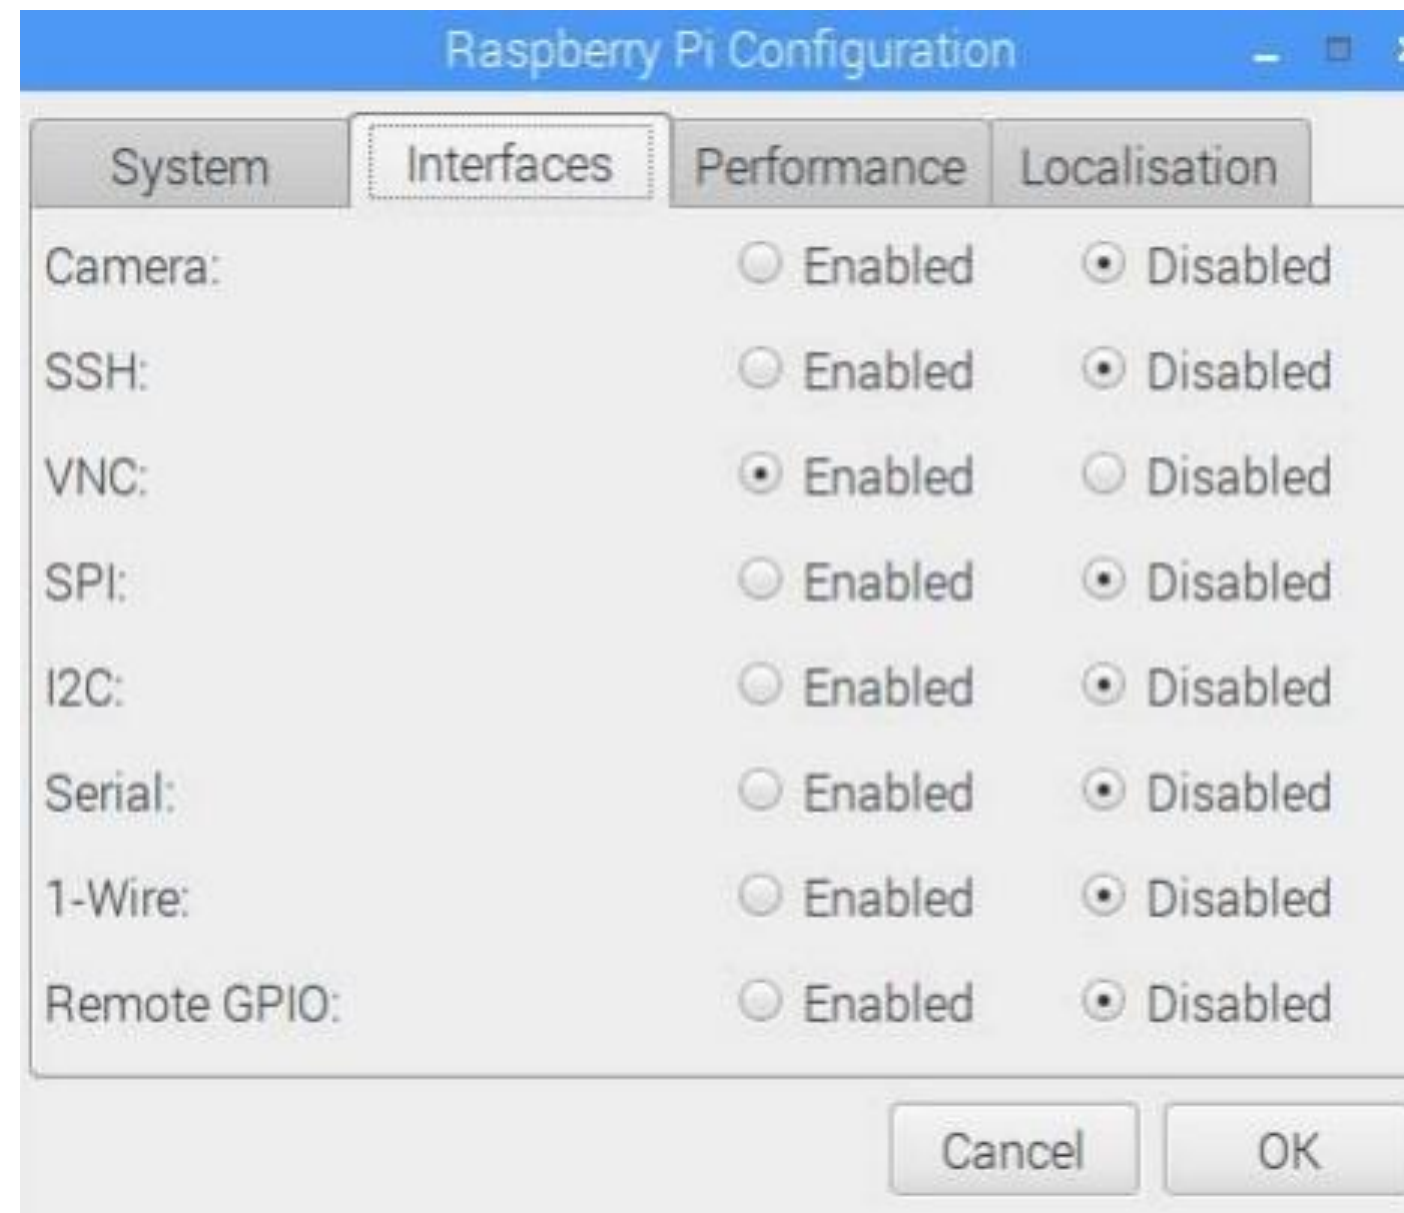 Raspberry Pi Configuration
System Interfaces Performance Localisation
Camera: Enabled Disabled
SSH: Enabled Disabled
VNC: Enabled Disabled
SPI: Enabled Disabled
I2C: Enabled Disabled
Serial: Enabled Disabled
1-Wire: Enabled Disabled
Remote GPIO: Enabled Disabled
Cancel OK